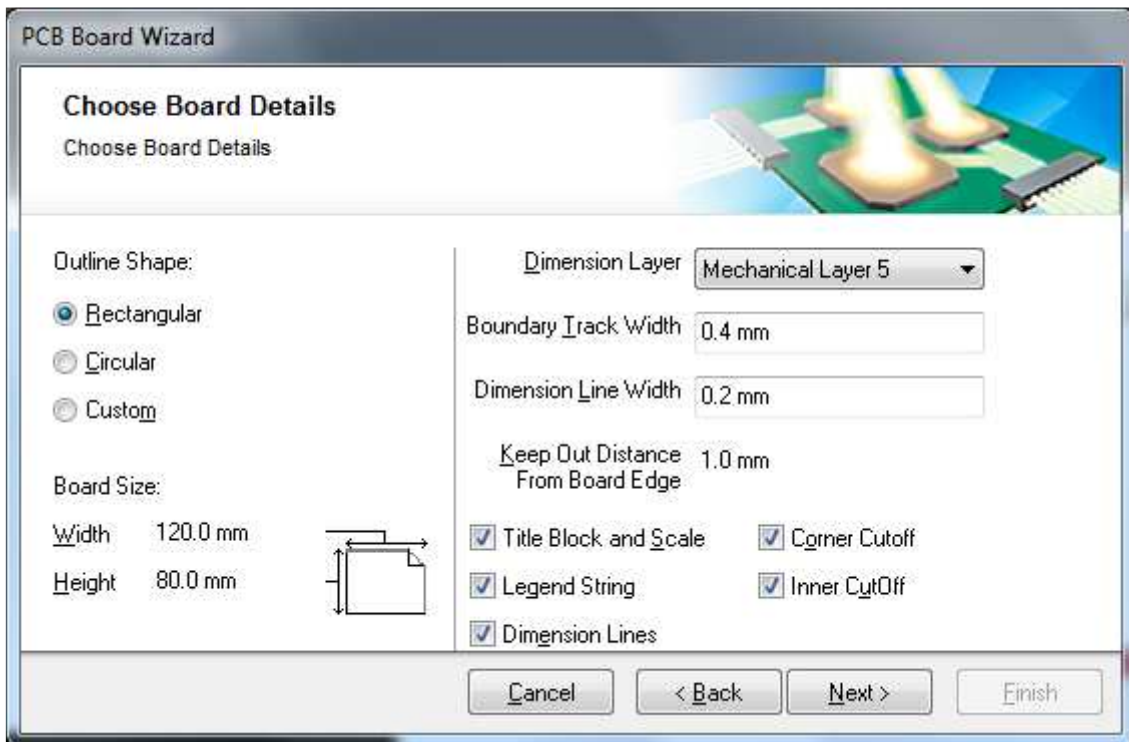 PCB Board Wizard
Choose Board Details
Choose Board Details
Outline Shape:
Rectangular
Circular
Custom
Board Size:
Width 120.0 mm
Height 80.0 mm
Dimension Layer Mechanical Layer 5
Boundary Track Width 0.4 mm
Dimension Line Width 0.2 mm
Keep Out Distance
From Board Edge 1.0 mm
Title Block and Scale Corner Cutoff
Legend String Inner CutOff
Dimension Lines
Cancel < Back Next > Finish